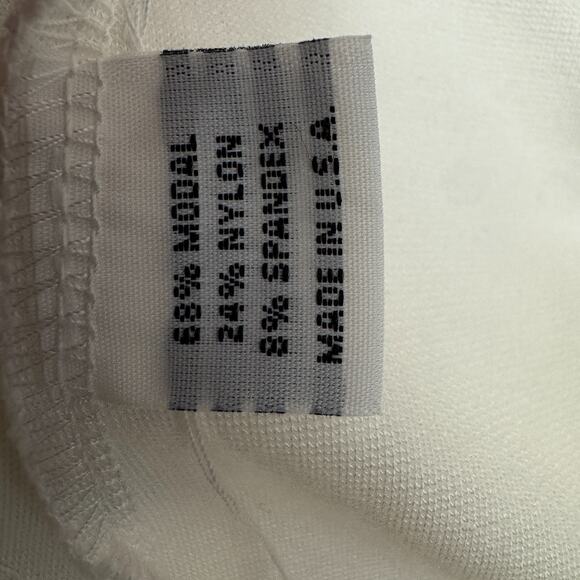 68% MODAL
24% NYLON
8% SPANDEX
MADE IN U.S.A.